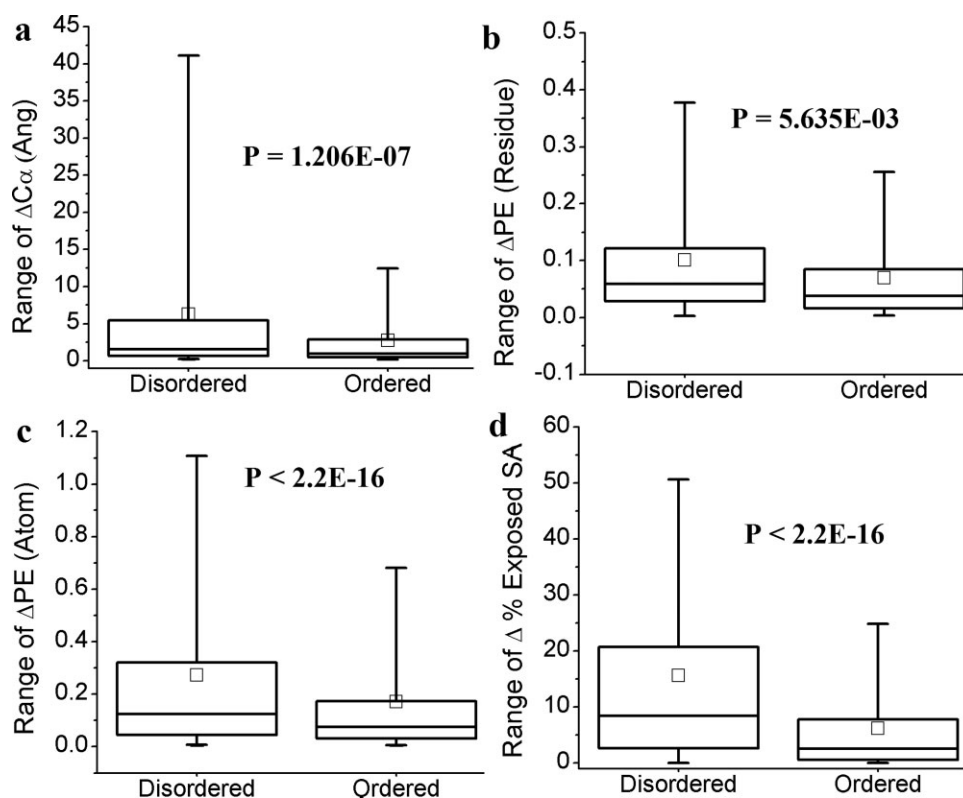 a
Range of ΔCα (Ang)
45
40
35
30
25
20
15
10
5
0
P = 1.206E-07
Disordered
Ordered
b
Range of ΔPE (Residue)
0.5
0.4
0.3
0.2
0.1
0.0
-0.1
P = 5.635E-03
Disordered
Ordered
c
Range of ΔPE (Atom)
1.2
1.0
0.8
0.6
0.4
0.2
0.0
P < 2.2E-16
Disordered
Ordered
d
Range of Δ % Exposed SA
60
50
40
30
20
10
0
P < 2.2E-16
Disordered
Ordered